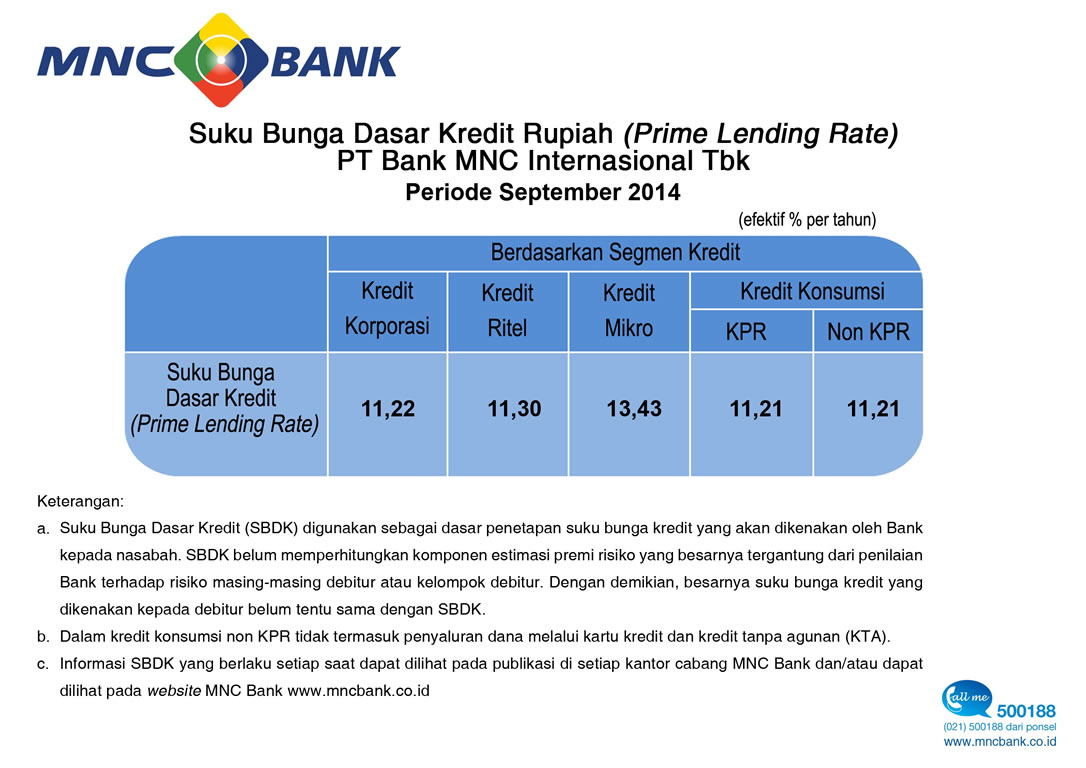 MNC BANK
Suku Bunga Dasar Kredit Rupiah (Prime Lending Rate)
PT Bank MNC Internasional Tbk
Periode September 2014
(efektif % per tahun)
Berdasarkan Segmen Kredit
Kredit Korporasi
Kredit Ritel
Kredit Mikro
Kredit Konsumsi
KPR
Non KPR
Suku Bunga
Dasar Kredit
(Prime Lending Rate)
11,22
11,30
13,43
11,21
11,21
Keterangan:
a. Suku Bunga Dasar Kredit (SBDK) digunakan sebagai dasar penetapan suku bunga kredit yang akan dikenakan oleh Bank
kepada nasabah. SBDK belum memperhitungkan komponen estimasi premi risiko yang besarnya tergantung dari penilaian
Bank terhadap risiko masing-masing debitur atau kelompok debitur. Dengan demikian, besarnya suku bunga kredit yang
dikenakan kepada debitur belum tentu sama dengan SBDK.
b. Dalam kredit konsumsi non KPR tidak termasuk penyaluran dana melalui kartu kredit dan kredit tanpa agunan (KTA).
c. Informasi SBDK yang berlaku setiap saat dapat dilihat pada publikasi di setiap kantor cabang MNC Bank dan/atau dapat
dilihat pada website MNC Bank www.mncbank.co.id
Call me
500188
(021) 500188 dari ponsel
www.mncbank.co.id